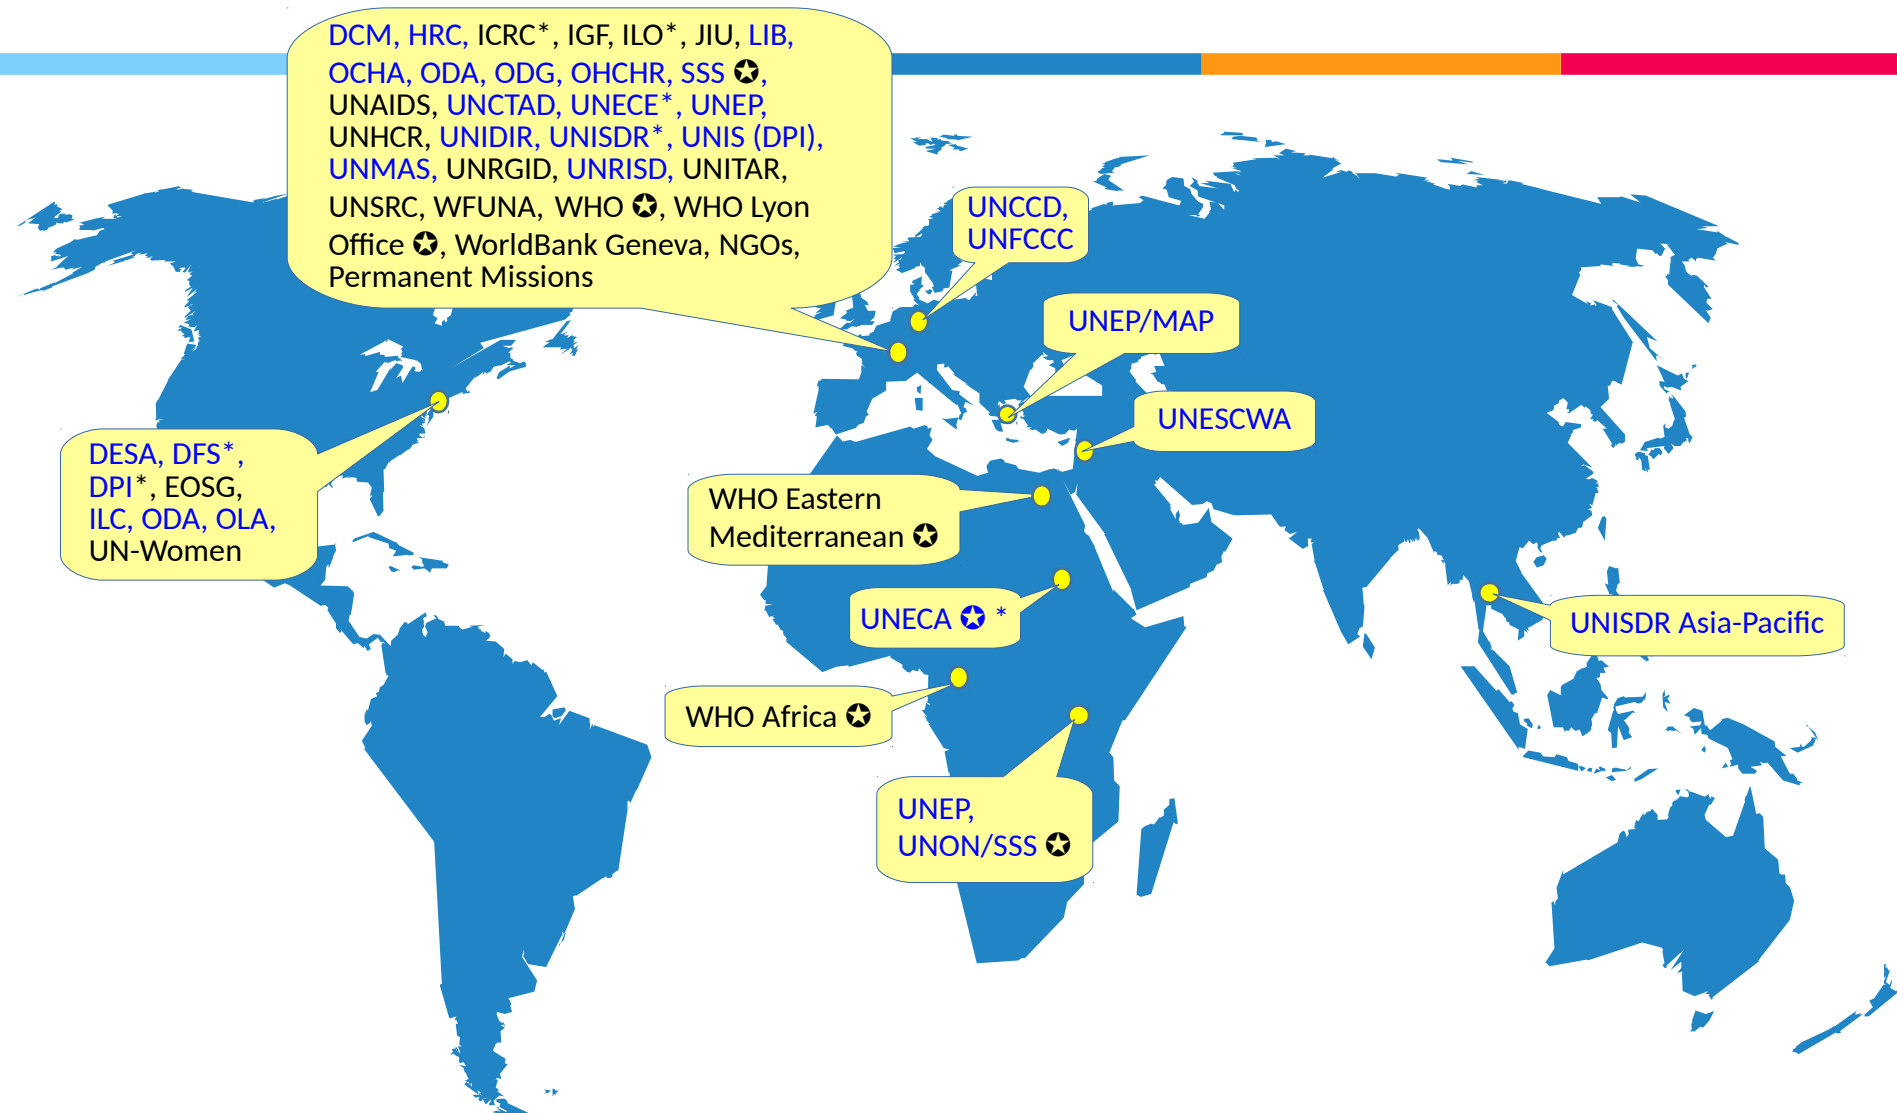 DCM, HRC, ICRC*, IGF, ILO*, JIU, LIB,
OCHA, ODA, ODG, OHCHR, SSS ✪,
UNAIDS, UNCTAD, UNECE*, UNEP,
UNHCR, UNIDIR, UNISDR*, UNIS (DPI),
UNMAS, UNRGID, UNRISD, UNITAR,
UNSRC, WFUNA, WHO ✪, WHO Lyon
Office ✪, WorldBank Geneva, NGOs,
Permanent Missions
UNCCD,
UNFCCC
UNEP/MAP
UNESCWA
DESA, DFS*,
DPI*, EOSG,
ILC, ODA, OLA,
UN-Women
WHO Eastern
Mediterranean ✪
UNECA ✪ *
UNISDR Asia-Pacific
WHO Africa ✪
UNEP,
UNON/SSS ✪